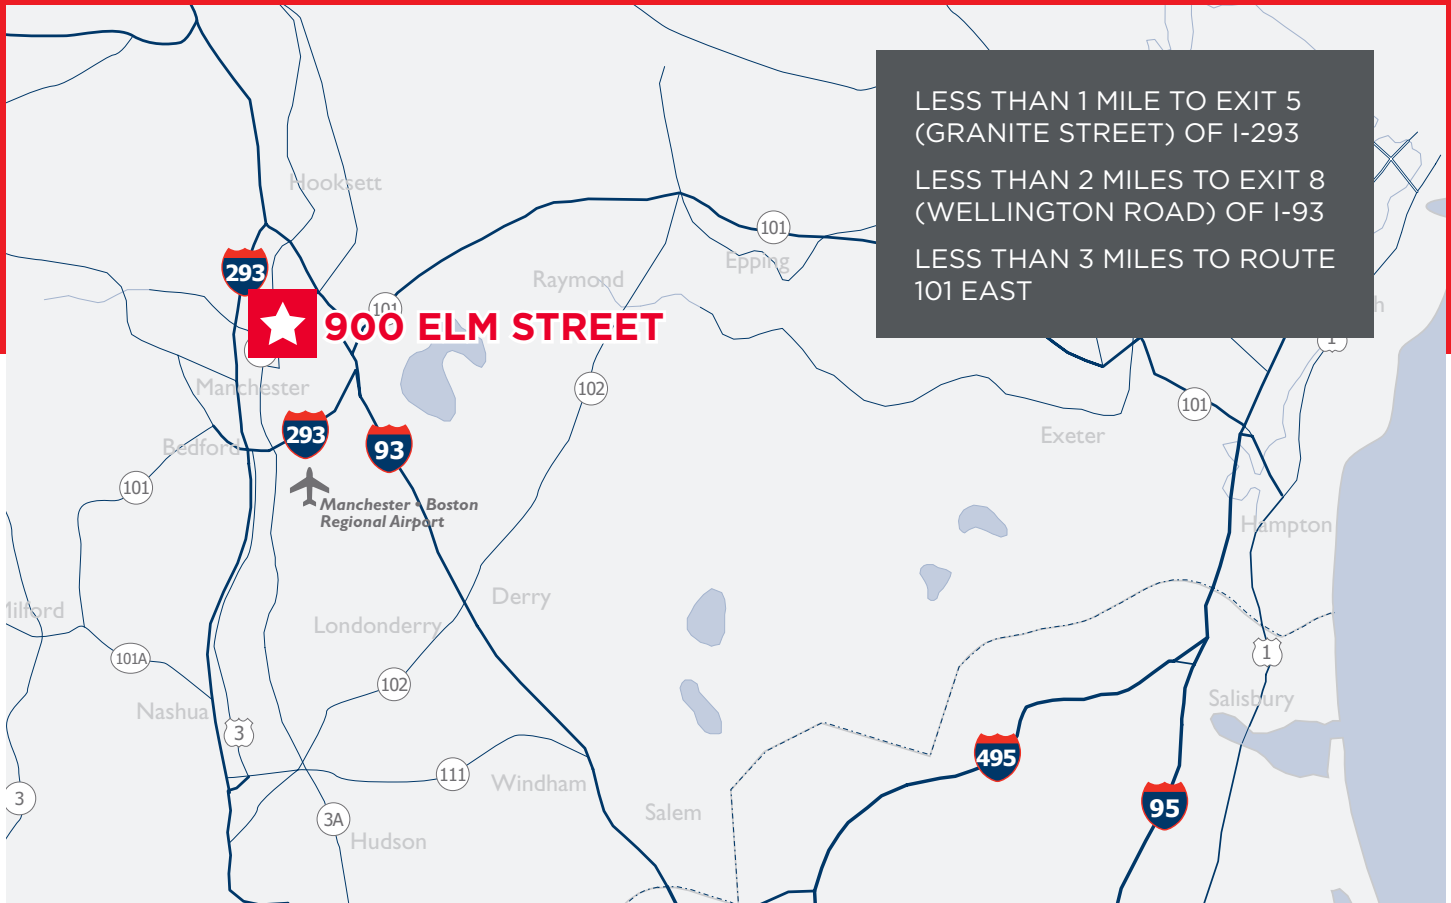 LESS THAN 1 MILE TO EXIT 5
(GRANITE STREET) OF I-293
LESS THAN 2 MILES TO EXIT 8
(WELLINGTON ROAD) OF I-93
LESS THAN 3 MILES TO ROUTE
101 EAST
Hooksett
101
Epping
293
Raymond
101
900 ELM STREET
h
1
Manchester
102
101
293
Exeter
Bedford
93
101
Manchester • Boston
Regional Airport
Hampton
Derry
Milford
Londonderry
1
101A
102
Salisbury
Nashua
3
495
111
Windham
3
95
Salem
3A
Hudson